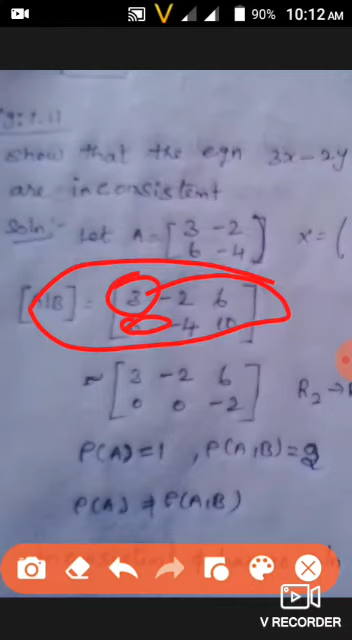 90% 10:12 AM
g: 1.11
show that the eqn 3x - 2y
are inconsistent
Soln:- Let A = [3 -2 X = (
6 -4]
B] = [3 -2 6
-4 10]
~ [3 -2 6
0 0 -2] R₂ →
ρ(A) = 1 , ρ(A,B) = 2
ρ(A) ≠ ρ(A,B)
V RECORDER